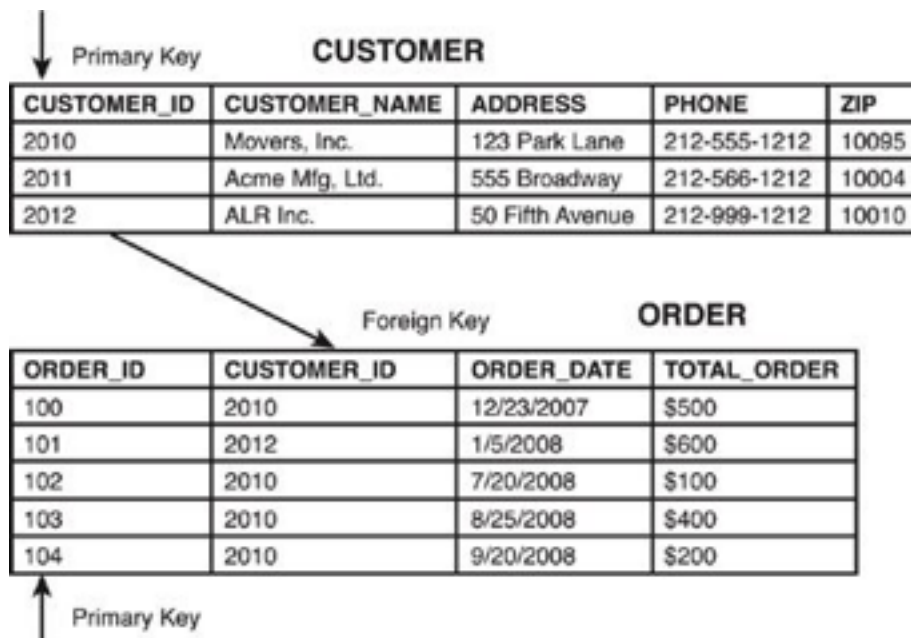 Primary Key CUSTOMER
CUSTOMER_ID CUSTOMER_NAME ADDRESS PHONE ZIP
2010 Movers, Inc. 123 Park Lane 212-555-1212 10095
2011 Acme Mfg, Ltd. 555 Broadway 212-566-1212 10004
2012 ALR Inc. 50 Fifth Avenue 212-999-1212 10010
Foreign Key ORDER
ORDER_ID CUSTOMER_ID ORDER_DATE TOTAL_ORDER
100 2010 12/23/2007 $500
101 2012 1/5/2008 $600
102 2010 7/20/2008 $100
103 2010 8/25/2008 $400
104 2010 9/20/2008 $200
Primary Key